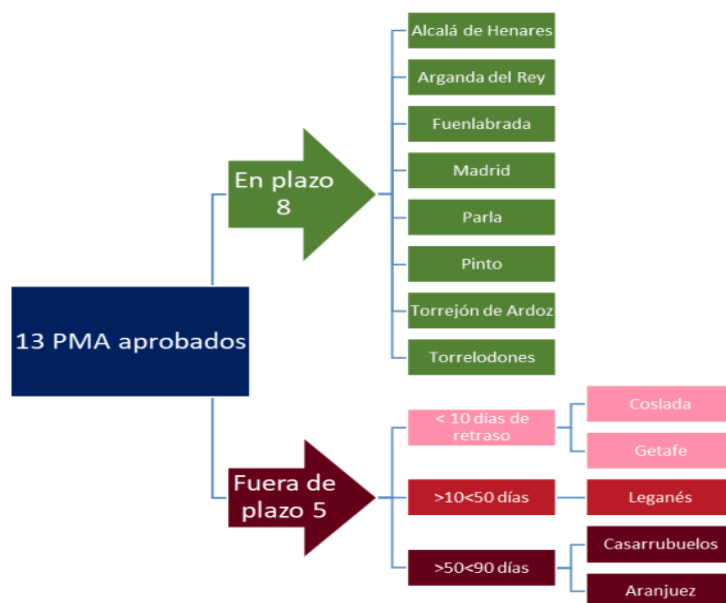 13 PMA aprobados
En plazo
8
Alcalá de Henares
Arganda del Rey
Fuenlabrada
Madrid
Parla
Pinto
Torrejón de Ardoz
Torrelodones
Fuera de
plazo 5
< 10 días de
retraso
Coslada
Getafe
>10<50 días
Leganés
>50<90 días
Casarrubuelos
Aranjuez